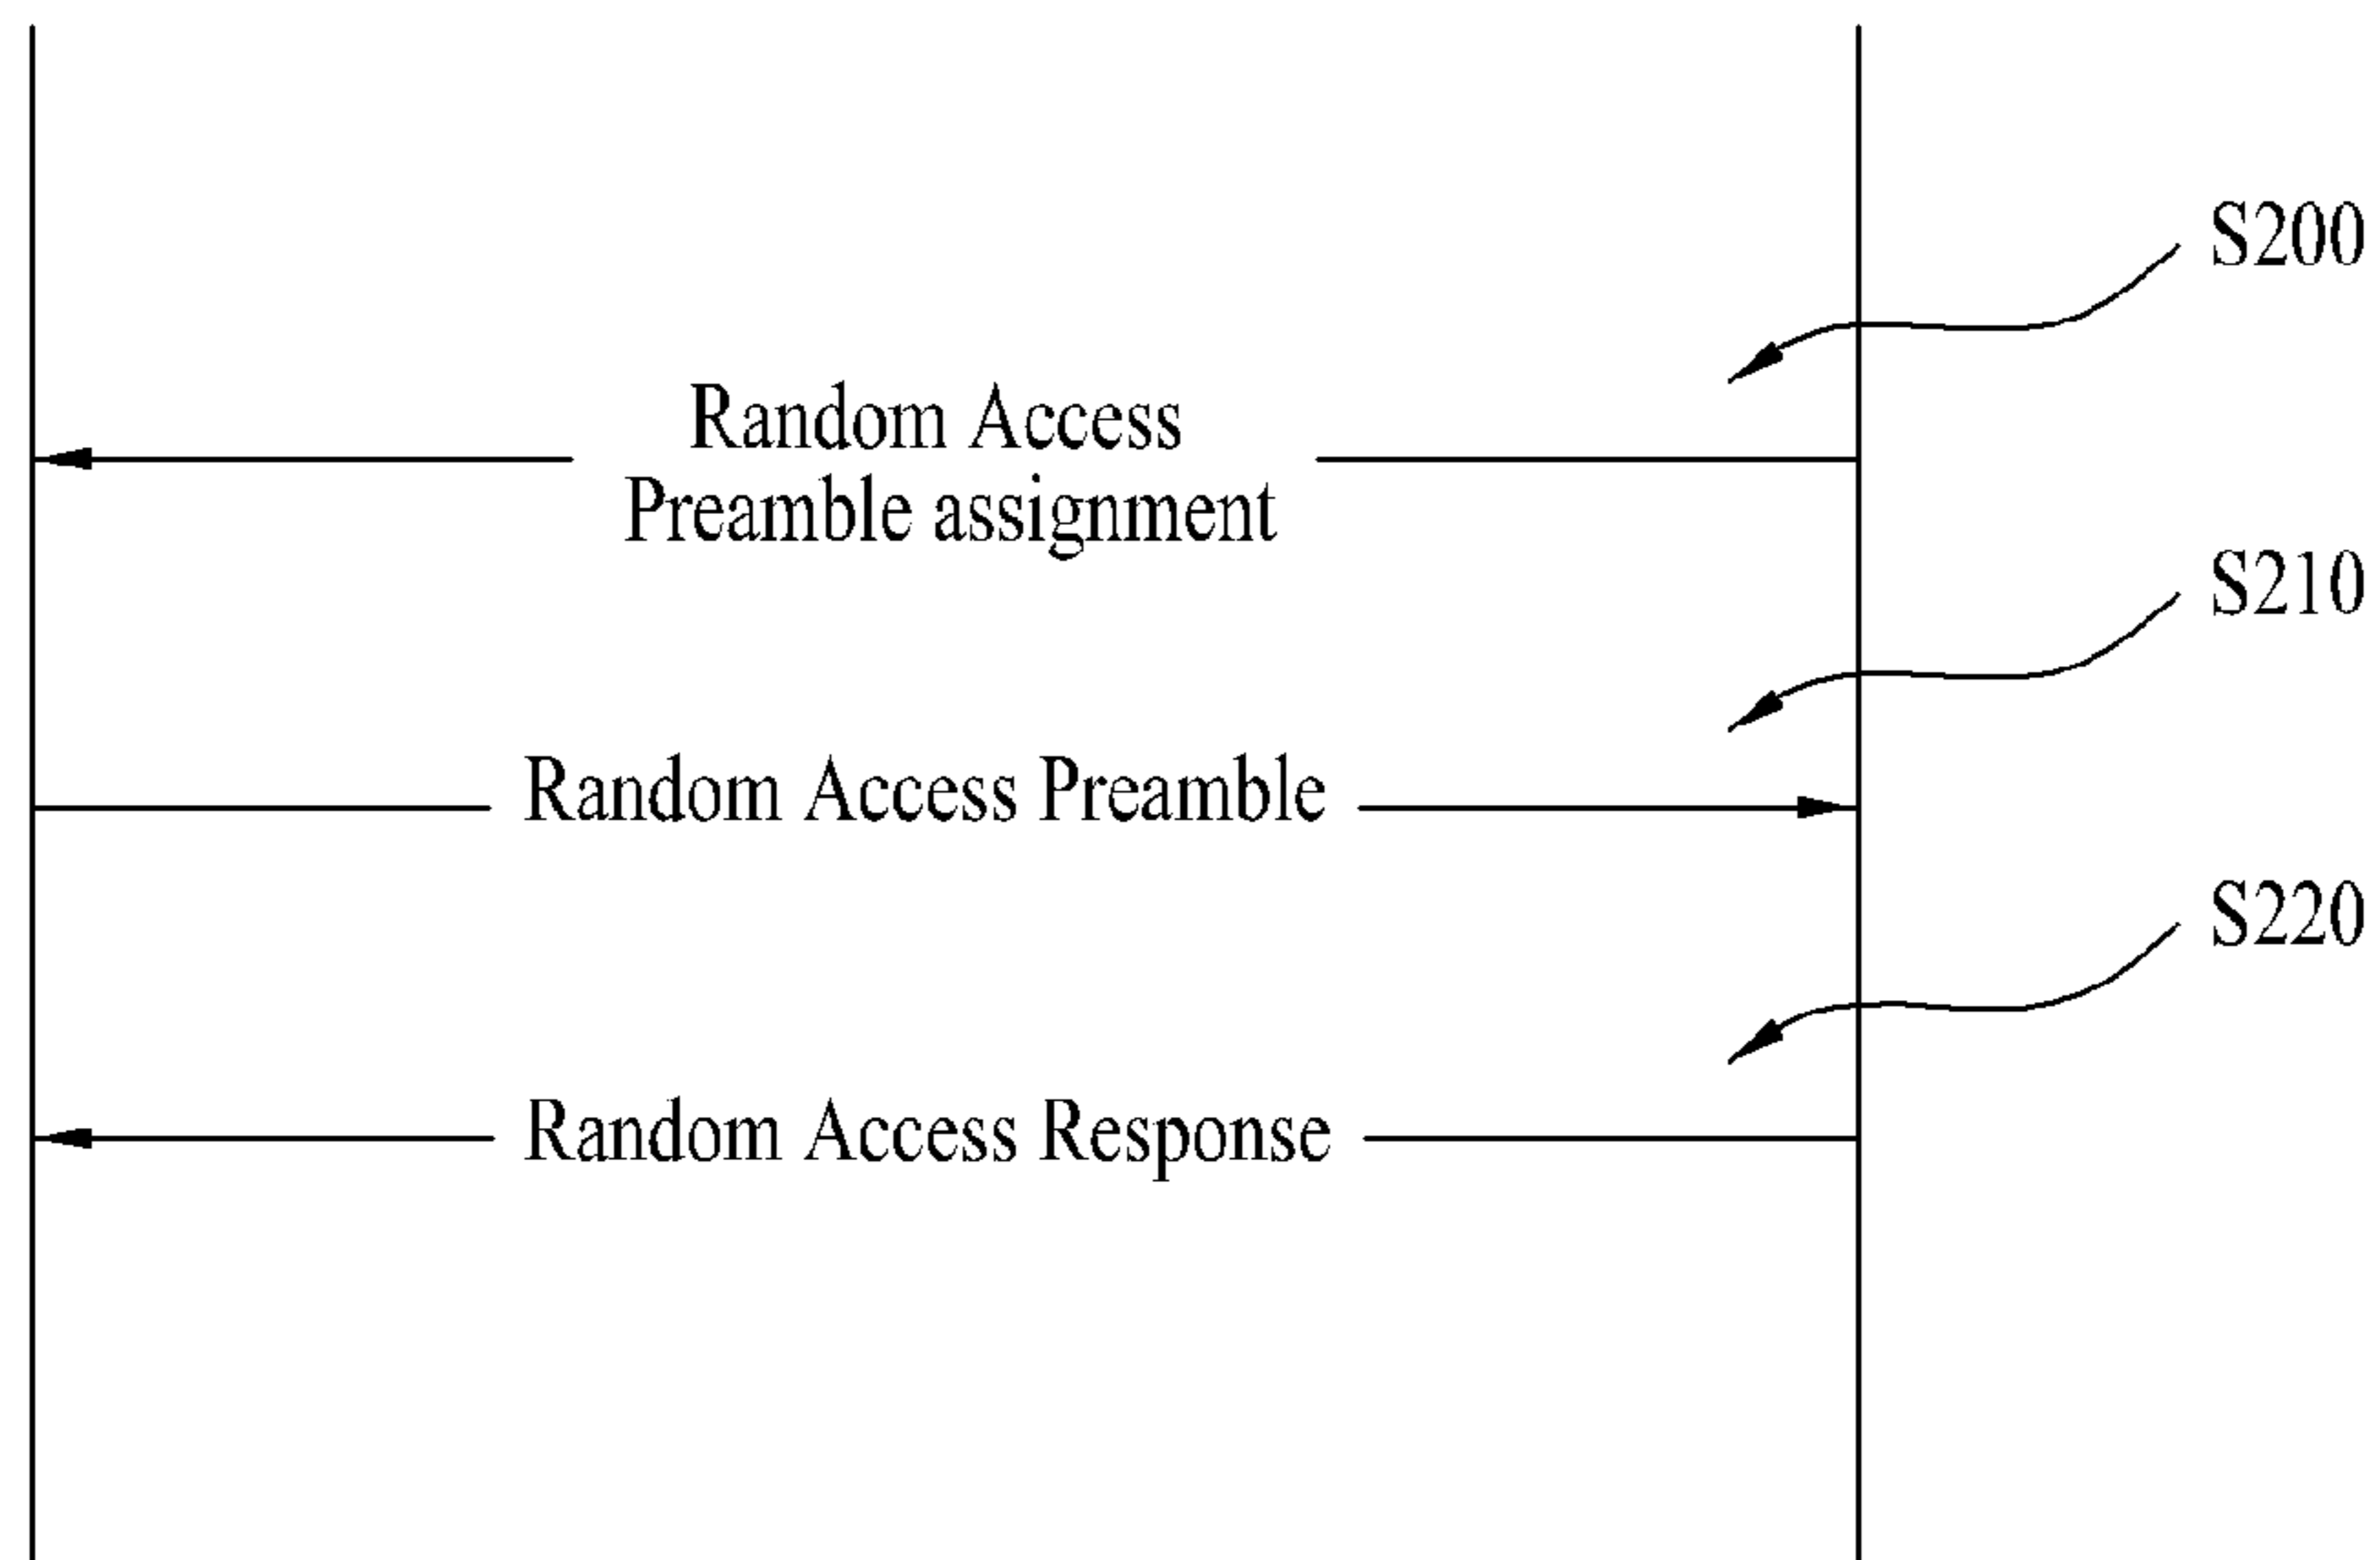 S200
Random Access
Preamble assignment
S210
Random Access Preamble
S220
Random Access Response